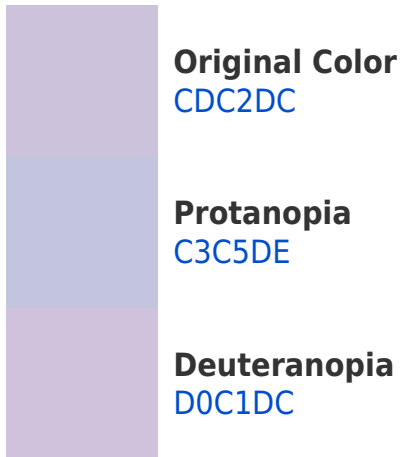 Original Color
CDC2DC
Protanopia
C3C5DE
Deuteranopia
D0C1DC